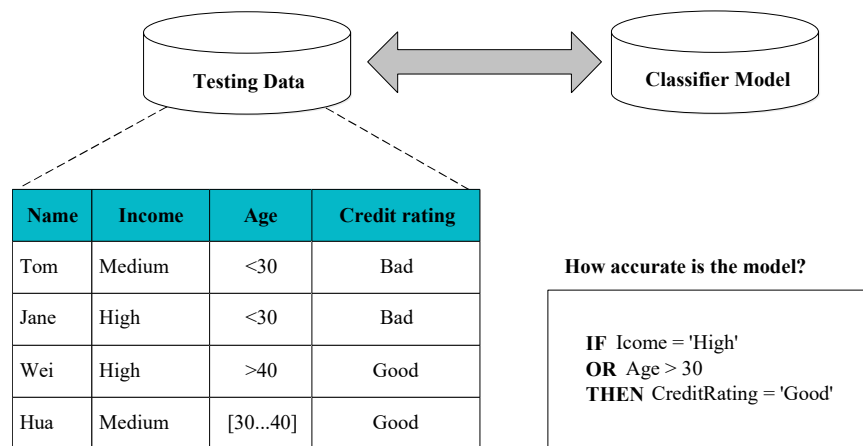 Testing Data
Classifier Model
Name Income Age Credit rating
Tom Medium <30 Bad
Jane High <30 Bad
Wei High >40 Good
Hua Medium [30...40] Good
How accurate is the model?
IF Icome = 'High'
OR Age > 30
THEN CreditRating = 'Good'